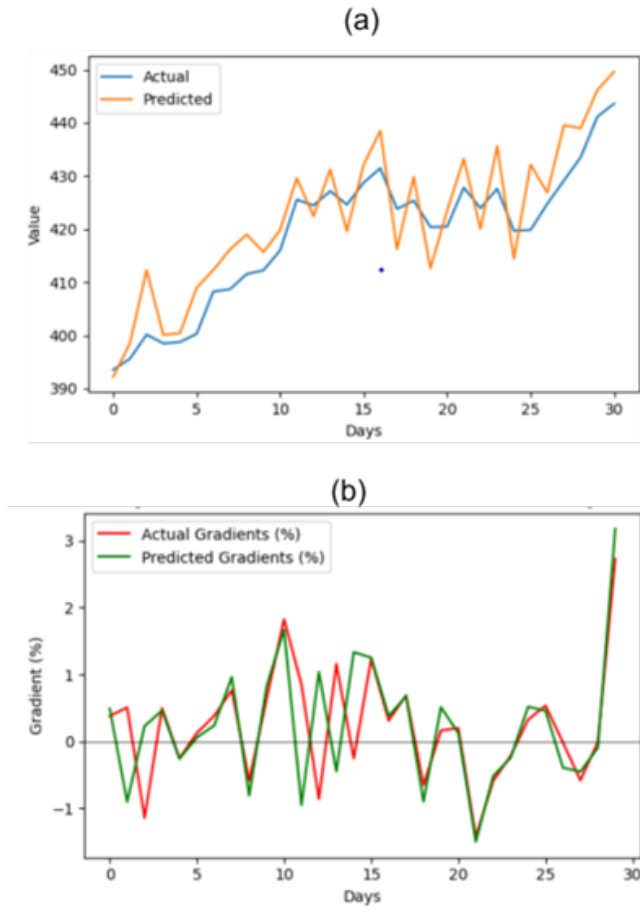 (a)
Actual
Predicted
450
440
430
420
410
400
390
Value
0 5 10 15 20 25 30
Days
(b)
Actual Gradients (%)
Predicted Gradients (%)
3
2
1
0
−1
Gradient (%)
0 5 10 15 20 25 30
Days